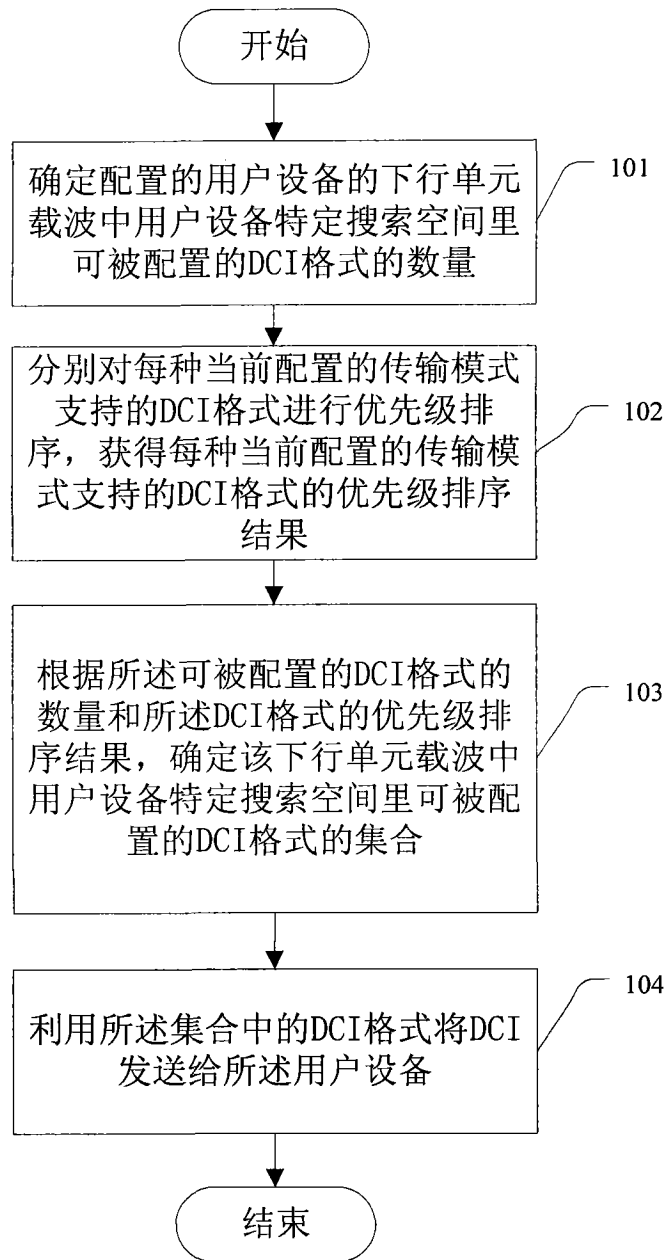 开始
确定配置的用户设备的下行单元
载波中用户设备特定搜索空间里
可被配置的DCI格式的数量
101
分别对每种当前配置的传输模式
支持的DCI格式进行优先级排
序，获得每种当前配置的传输模
式支持的DCI格式的优先级排序
结果
102
根据所述可被配置的DCI格式的
数量和所述DCI格式的优先级排
序结果，确定该下行单元载波中
用户设备特定搜索空间里可被配
置的DCI格式的集合
103
利用所述集合中的DCI格式将DCI
发送给所述用户设备
104
结束